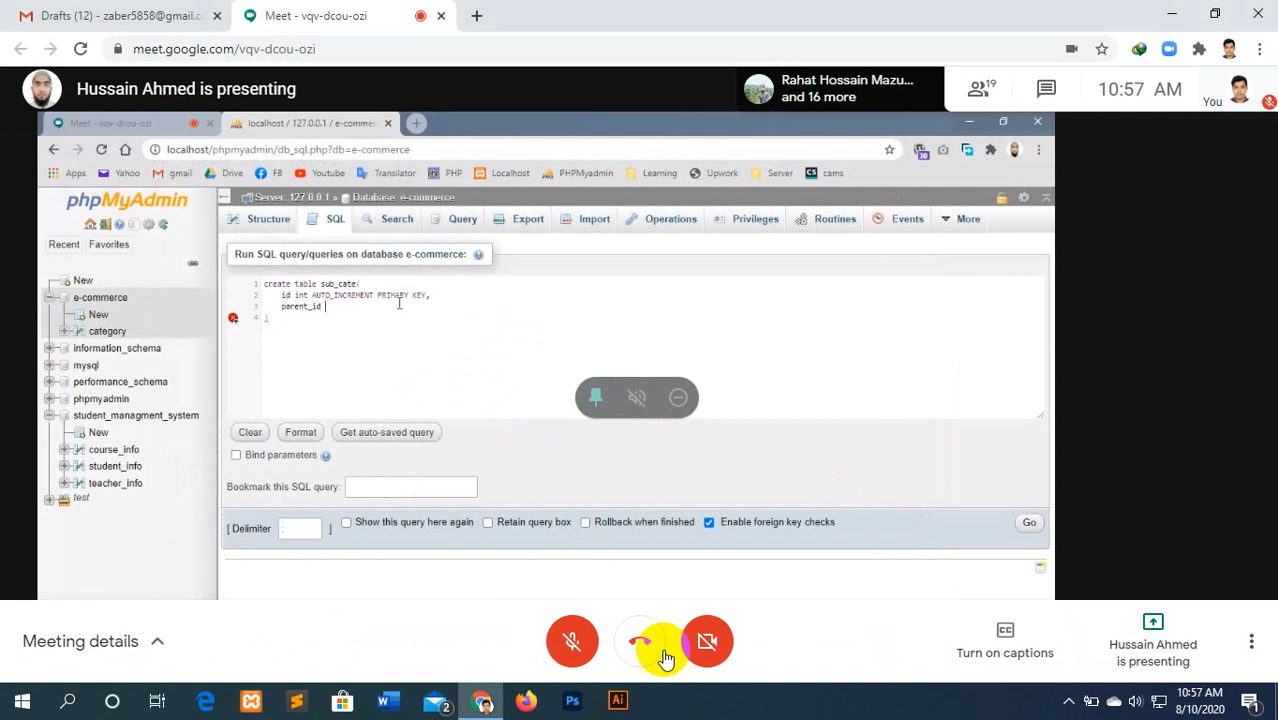 Drafts (12) - zaber5858@gmail.c
Meet - vqv-dcou-ozi
meet.google.com/vqv-dcou-ozi
Hussain Ahmed is presenting
Rahat Hossain Mazu...
and 16 more
19
10:57 AM
You
Meet - vqv-dcou-ozi
localhost / 127.0.0.1 / e-commer
localhost/phpmyadmin/db_sql.php?db=e-commerce
Apps
Yahoo
gmail
Drive
FB
Youtube
Translator
PHP
Localhost
PHPMyadmin
Learning
Upwork
Server
cams
phpMyAdmin
Recent
Favorites
New
e-commerce
New
category
information_schema
mysql
performance_schema
phpmyadmin
student_managment_system
New
course_info
student_info
teacher_info
test
Server: 127.0.0.1 » Database: e-commerce
Structure
SQL
Search
Query
Export
Import
Operations
Privileges
Routines
Events
More
Run SQL query/queries on database e-commerce:
1 create table sub_cate(
2 id int AUTO_INCREMENT PRIMARY KEY,
3 parent_id
4 )
Clear
Format
Get auto-saved query
Bind parameters
Bookmark this SQL query:
[ Delimiter ; ]
Show this query here again
Retain query box
Rollback when finished
Enable foreign key checks
Go
Meeting details
Turn on captions
Hussain Ahmed
is presenting
10:57 AM
8/10/2020